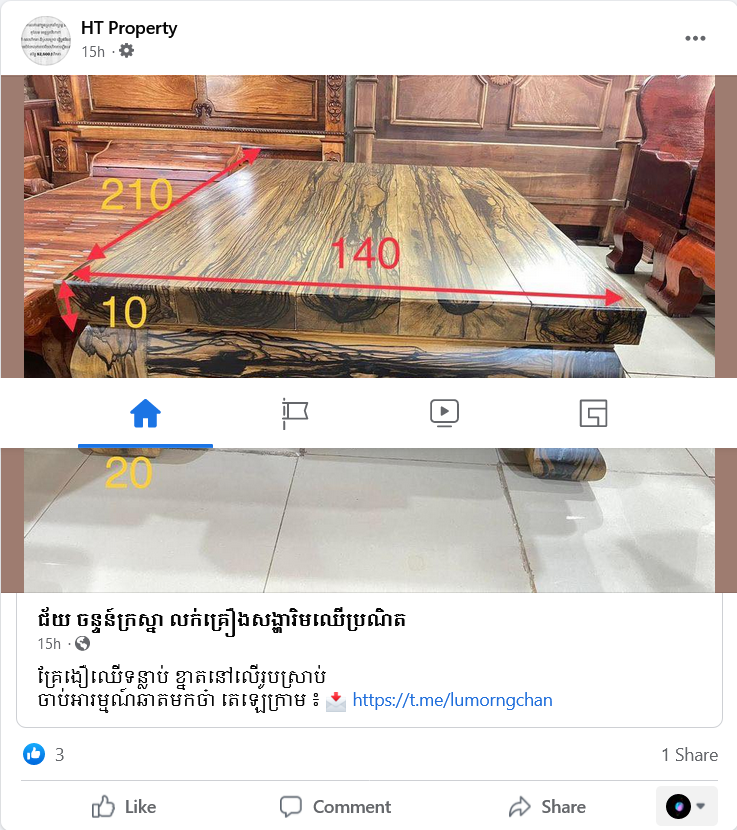 HT Property
15h ·
210
140
10
20
ជ័យ ចន្ទន៍ក្រស្នា លក់គ្រឿងសង្ហារិមឈើប្រណិត
15h ·
គ្រែងឿឈើទន្លាប់ ខ្នាតនៅលើរូបស្រាប់
ចាប់អារម្មណ៍ឆាតមកចា៎ តេឡេក្រាម ៖ 📩 https://t.me/lumorngchan
3
1 Share
Like
Comment
Share